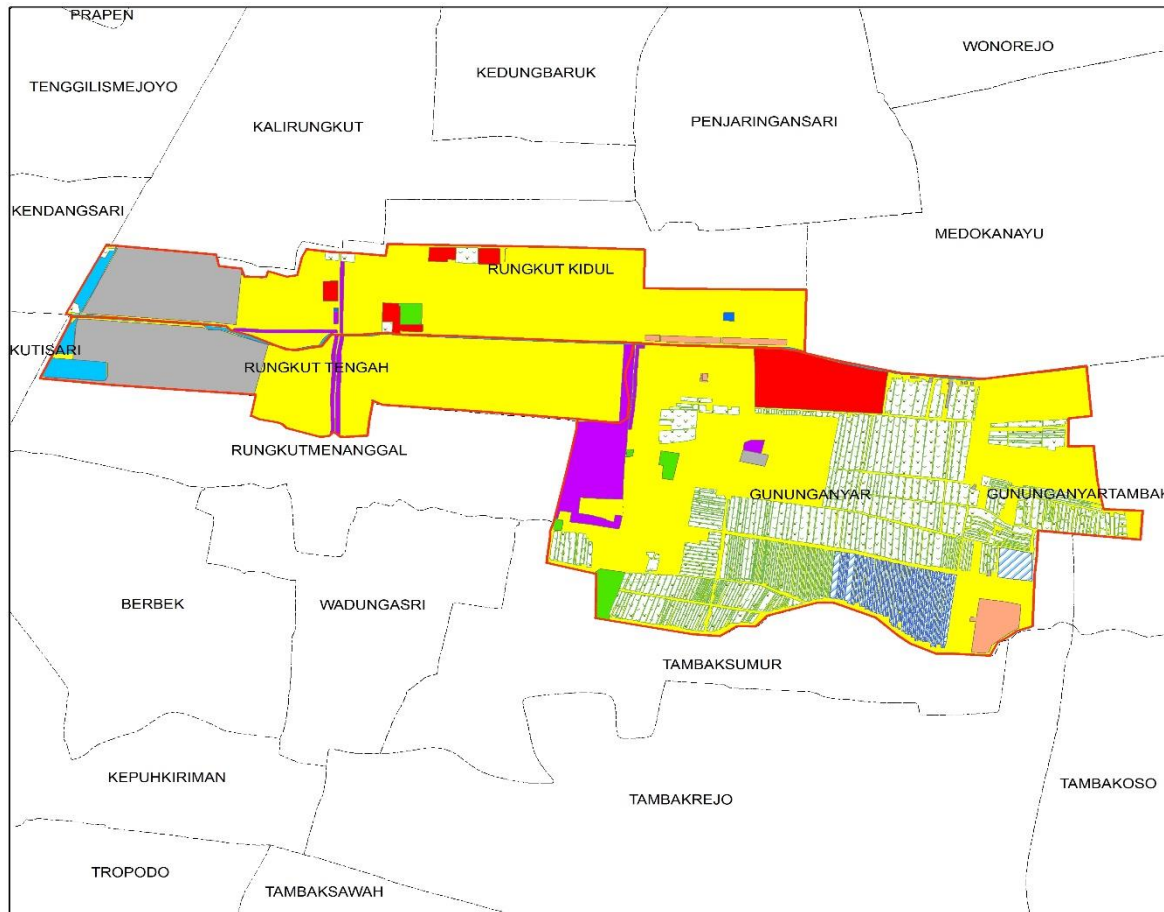 PRAPEN
WONOREJO
KEDUNGBARUK
TENGGILISMEJOYO
PENJARINGANSARI
KALIRUNGKUT
KENDANGSARI
MEDOKANAYU
RUNGKUT KIDUL
KUTISARI
RUNGKUT TENGAH
RUNGKUTMENANGGAL
GUNUNGANYAR
GUNUNGANYARTAMBAK
BERBEK
WADUNGASRI
TAMBAKSUMUR
KEPUHKIRIMAN
TAMBAKOSO
TAMBAKREJO
TROPODO
TAMBAKSAWAH